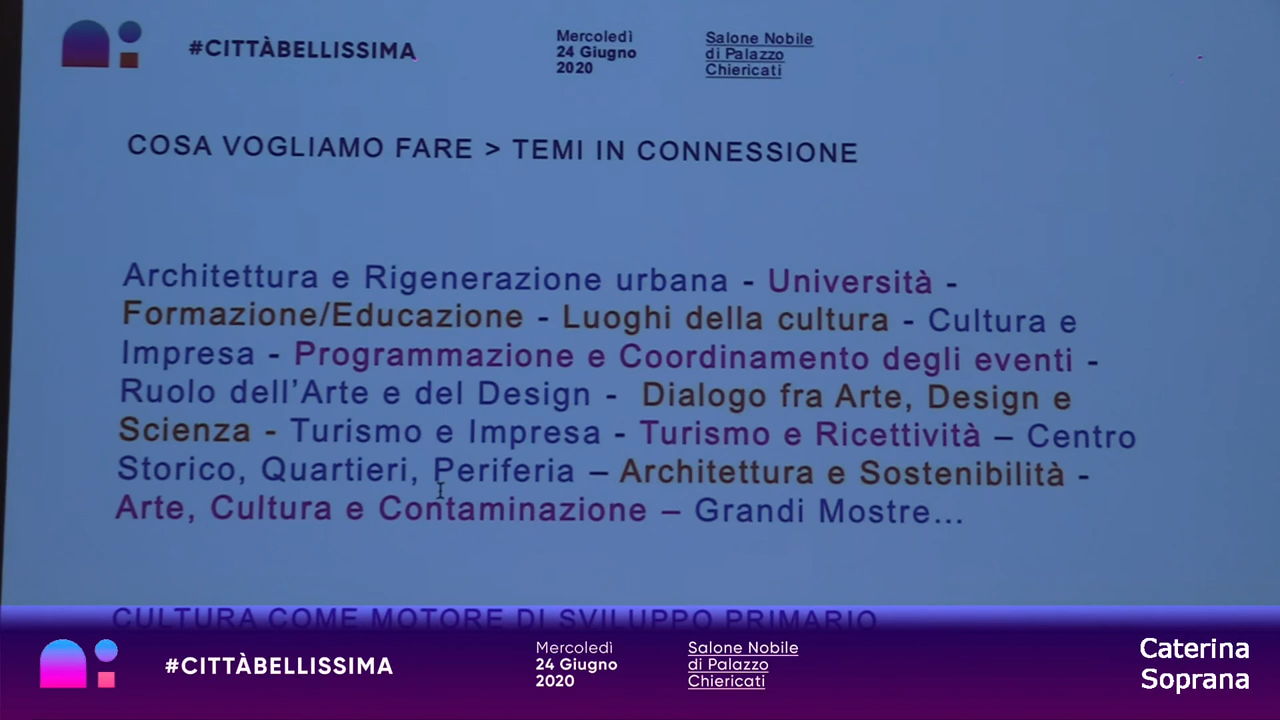 #CITTÀBELLISSIMA
Mercoledì
24 Giugno
2020
Salone Nobile
di Palazzo
Chiericati
COSA VOGLIAMO FARE > TEMI IN CONNESSIONE
Architettura e Rigenerazione urbana - Università -
Formazione/Educazione - Luoghi della cultura - Cultura e
Impresa - Programmazione e Coordinamento degli eventi -
Ruolo dell’Arte e del Design - Dialogo fra Arte, Design e
Scienza - Turismo e Impresa - Turismo e Ricettività – Centro
Storico, Quartieri, Periferia – Architettura e Sostenibilità -
Arte, Cultura e Contaminazione – Grandi Mostre...
CULTURA COME MOTORE DI SVILUPPO PRIMARIO
#CITTÀBELLISSIMA
Mercoledì
24 Giugno
2020
Salone Nobile
di Palazzo
Chiericati
Caterina
Soprana